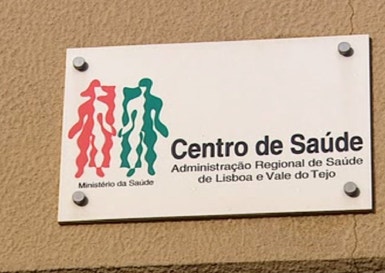 Centro de Saúde
Administração Regional de Saúde
de Lisboa e Vale do Tejo
Ministério da Saúde